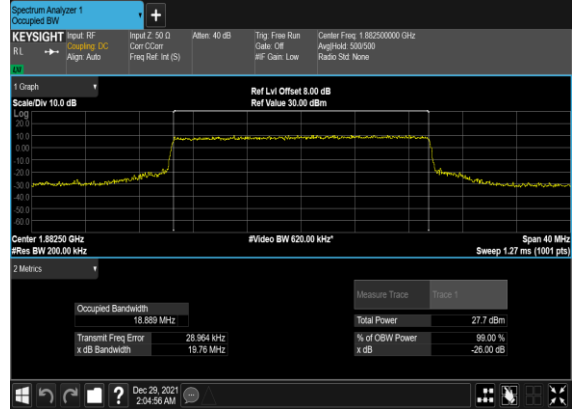 Spectrum Analyzer 1
Occupied BW
KEYSIGHT Input: RF Input Z: 50 Ω Atten: 40 dB Trig: Free Run Center Freq: 1.882500000 GHz
RL Coupling: DC Corr CCorr Gate: Off Avg|Hold: 500/500
Align: Auto Freq Ref: Int (S) #IF Gain: Low Radio Std: None
1 Graph
Ref Lvl Offset 8.00 dB
Scale/Div 10.0 dB Ref Value 30.00 dBm
Log
20.0
10.0
0.00
-10.0
-20.0
-30.0
-40.0
-50.0
-60.0
Center 1.88250 GHz #Video BW 620.00 kHz* Span 40 MHz
#Res BW 200.00 kHz Sweep 1.27 ms (1001 pts)
2 Metrics
Measure Trace Trace 1
Occupied Bandwidth
18.889 MHz Total Power 27.7 dBm
Transmit Freq Error 28.964 kHz % of OBW Power 99.00 %
x dB Bandwidth 19.76 MHz x dB -26.00 dB
? Dec 29, 2021
2:04:56 AM